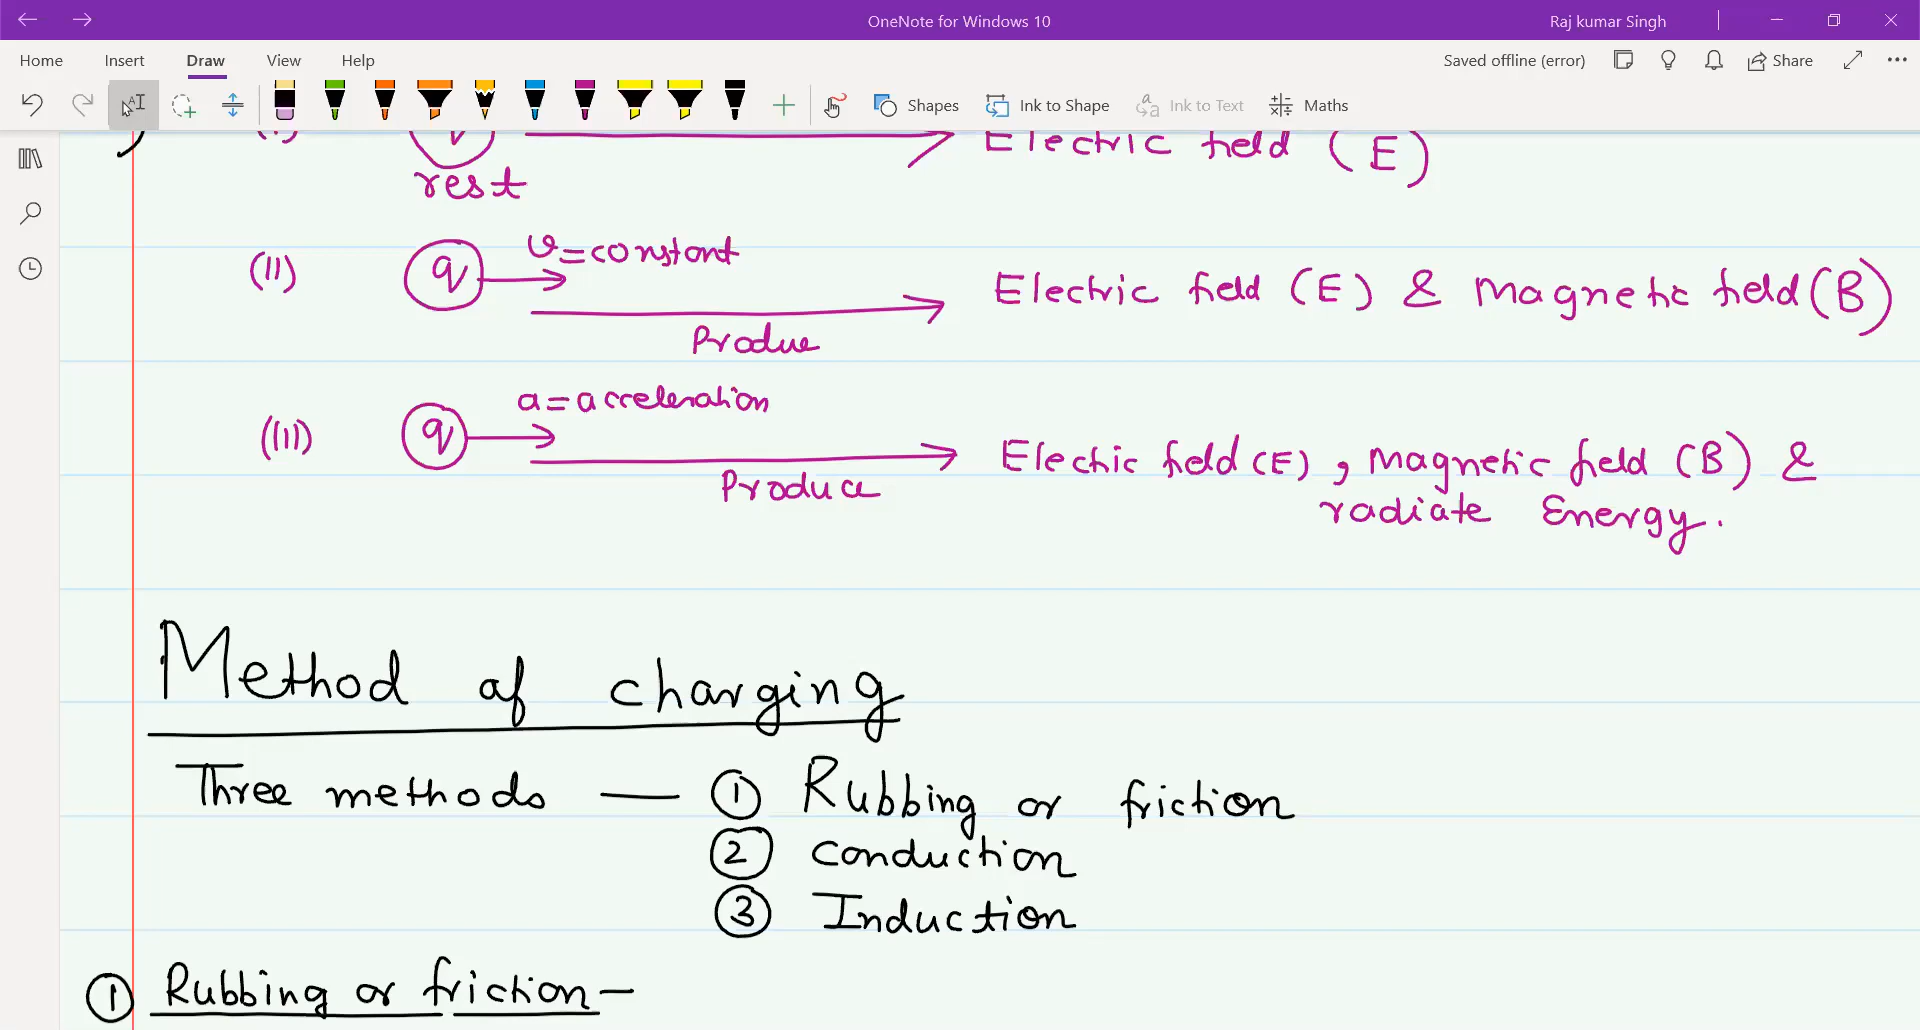 OneNote for Windows 10
Raj kumar Singh
Home Insert Draw View Help
Saved offline (error) Share
Shapes Ink to Shape Ink to Text Maths
(I) q Electric field (E)
rest
(II) q v=constant
Electric field (E) & Magnetic field (B)
Produe
a=acceleration
(III) q
Electric field (E), Magnetic field (B) &
Produce
radiate Energy.
Method of charging
Three methods — ① Rubbing or friction
② Conduction
③ Induction
① Rubbing or friction —